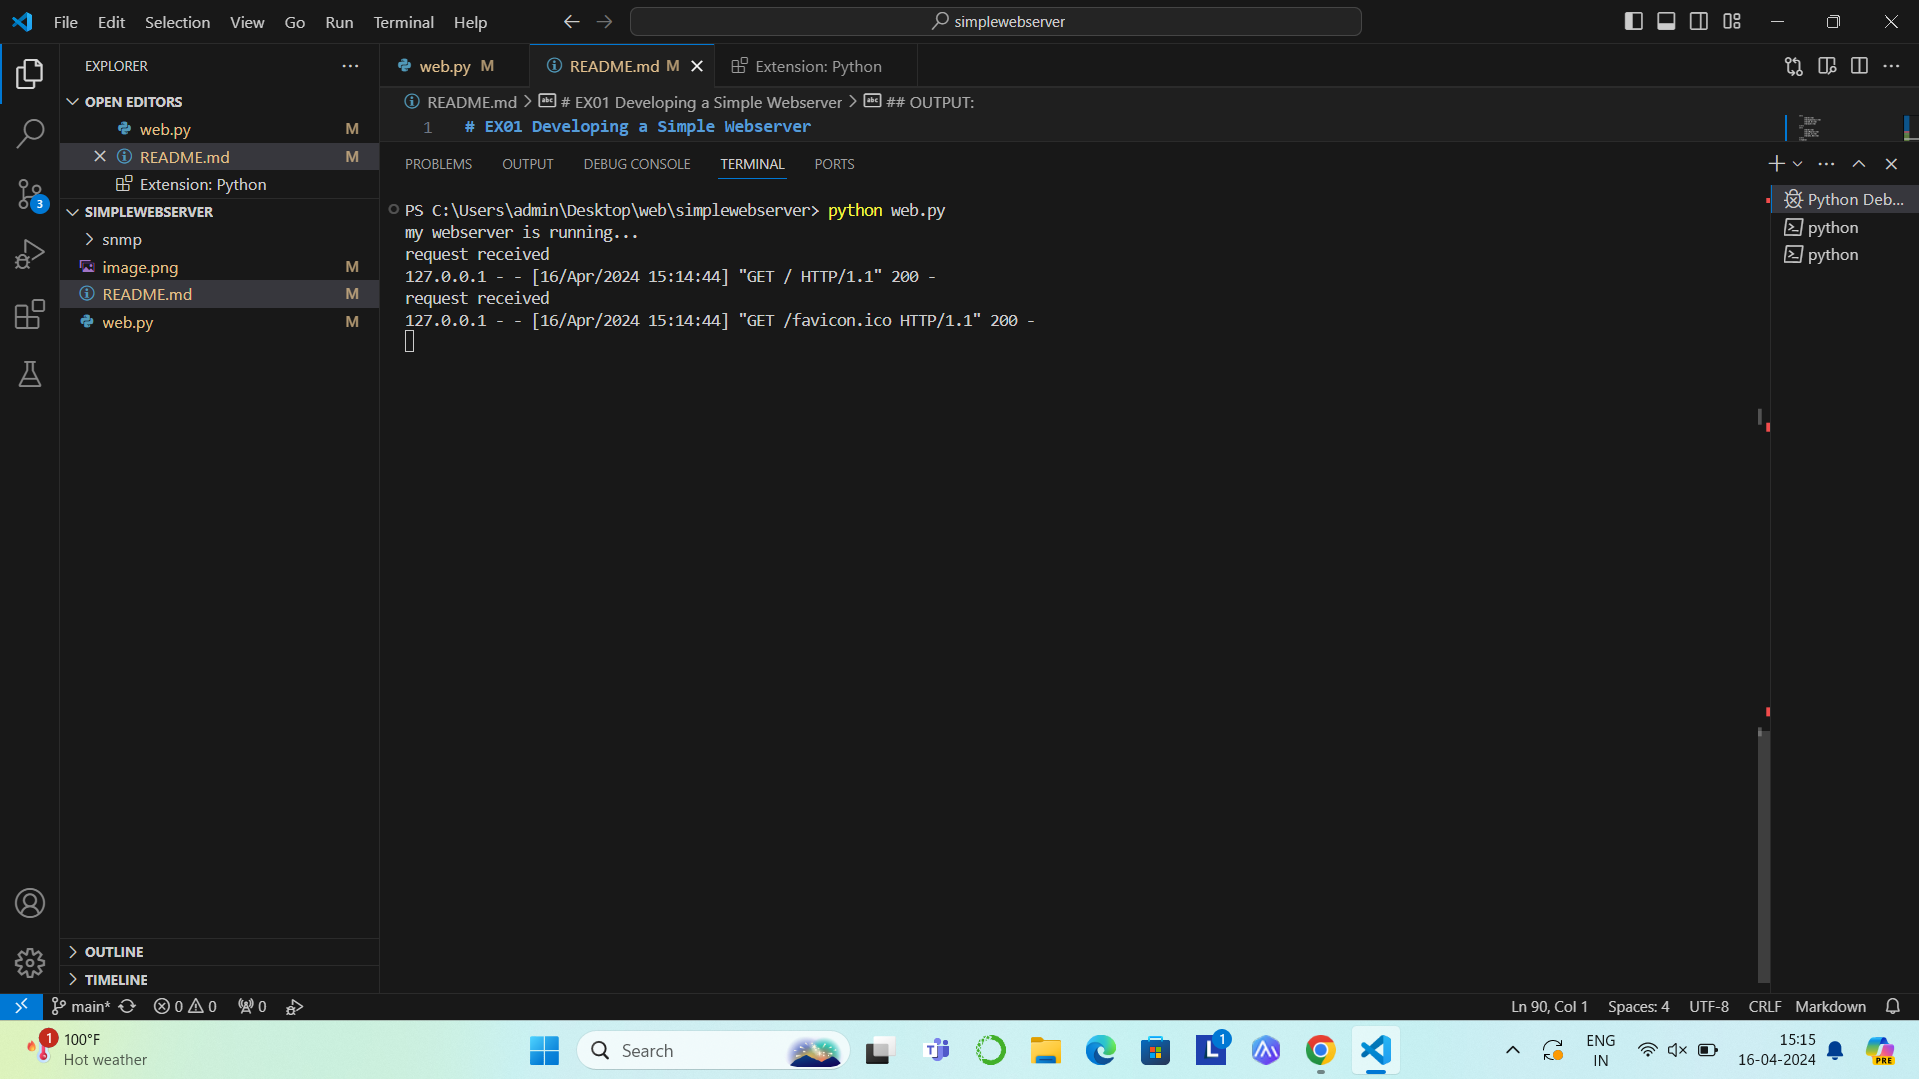 File Edit Selection View Go Run Terminal Help
simplewebserver
EXPLORER
OPEN EDITORS
web.py M
README.md M
Extension: Python
SIMPLEWEBSERVER
snmp
image.png M
README.md M
web.py M
OUTLINE
TIMELINE
3
web.py M README.md M Extension: Python
README.md > # EX01 Developing a Simple Webserver > ## OUTPUT:
1 # EX01 Developing a Simple Webserver
PROBLEMS OUTPUT DEBUG CONSOLE TERMINAL PORTS
PS C:\Users\admin\Desktop\web\simplewebserver> python web.py
my webserver is running...
request received
127.0.0.1 - - [16/Apr/2024 15:14:44] "GET / HTTP/1.1" 200 -
request received
127.0.0.1 - - [16/Apr/2024 15:14:44] "GET /favicon.ico HTTP/1.1" 200 -
Python Deb...
python
python
main* 0 0 0
Ln 90, Col 1 Spaces: 4 UTF-8 CRLF Markdown
1
100°F
Hot weather
Search
L 1
ENG
IN
15:15
16-04-2024
PRE